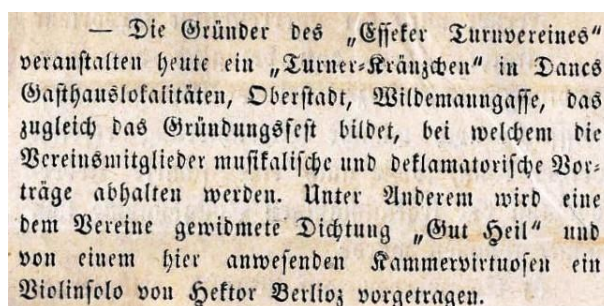 — Die Gründer des „Esseker Turnvereines“
veranstalten heute ein „Turner-Kränzchen“ in Dancs
Gasthauslokalitäten, Oberstadt, Wildemanngasse, das
zugleich das Gründungsfest bildet, bei welchem die
Vereinsmitglieder musikalische und deklamatorische Vor-
träge abhalten werden. Unter Anderem wird eine
dem Vereine gewidmete Dichtung „Gut Heil“ und
von einem hier anwesenden Kammervirtuosen ein
Violinsolo von Hektor Berlioz vorgetragen.